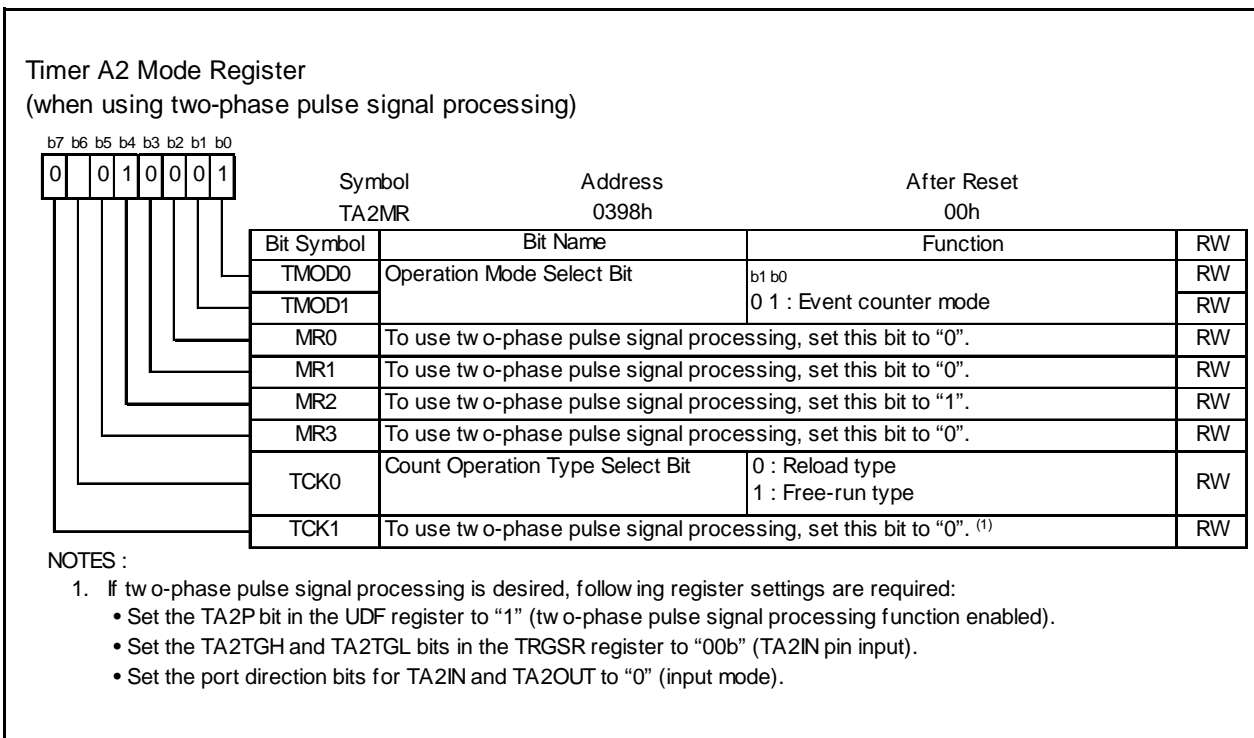 Timer A2 Mode Register
(when using two-phase pulse signal processing)
b7 b6 b5 b4 b3 b2 b1 b0
0 0 1 0 0 0 1
Symbol Address After Reset
TA2MR 0398h 00h
Bit Symbol Bit Name Function RW
TMOD0 Operation Mode Select Bit b1 b0 RW
TMOD1 0 1 : Event counter mode RW
MR0 To use two-phase pulse signal processing, set this bit to “0”. RW
MR1 To use two-phase pulse signal processing, set this bit to “0”. RW
MR2 To use two-phase pulse signal processing, set this bit to “1”. RW
MR3 To use two-phase pulse signal processing, set this bit to “0”. RW
TCK0 Count Operation Type Select Bit 0 : Reload type RW
1 : Free-run type
TCK1 To use two-phase pulse signal processing, set this bit to “0”. (1) RW
NOTES :
1. If two-phase pulse signal processing is desired, following register settings are required:
• Set the TA2P bit in the UDF register to “1” (two-phase pulse signal processing function enabled).
• Set the TA2TGH and TA2TGL bits in the TRGSR register to “00b” (TA2IN pin input).
• Set the port direction bits for TA2IN and TA2OUT to “0” (input mode).